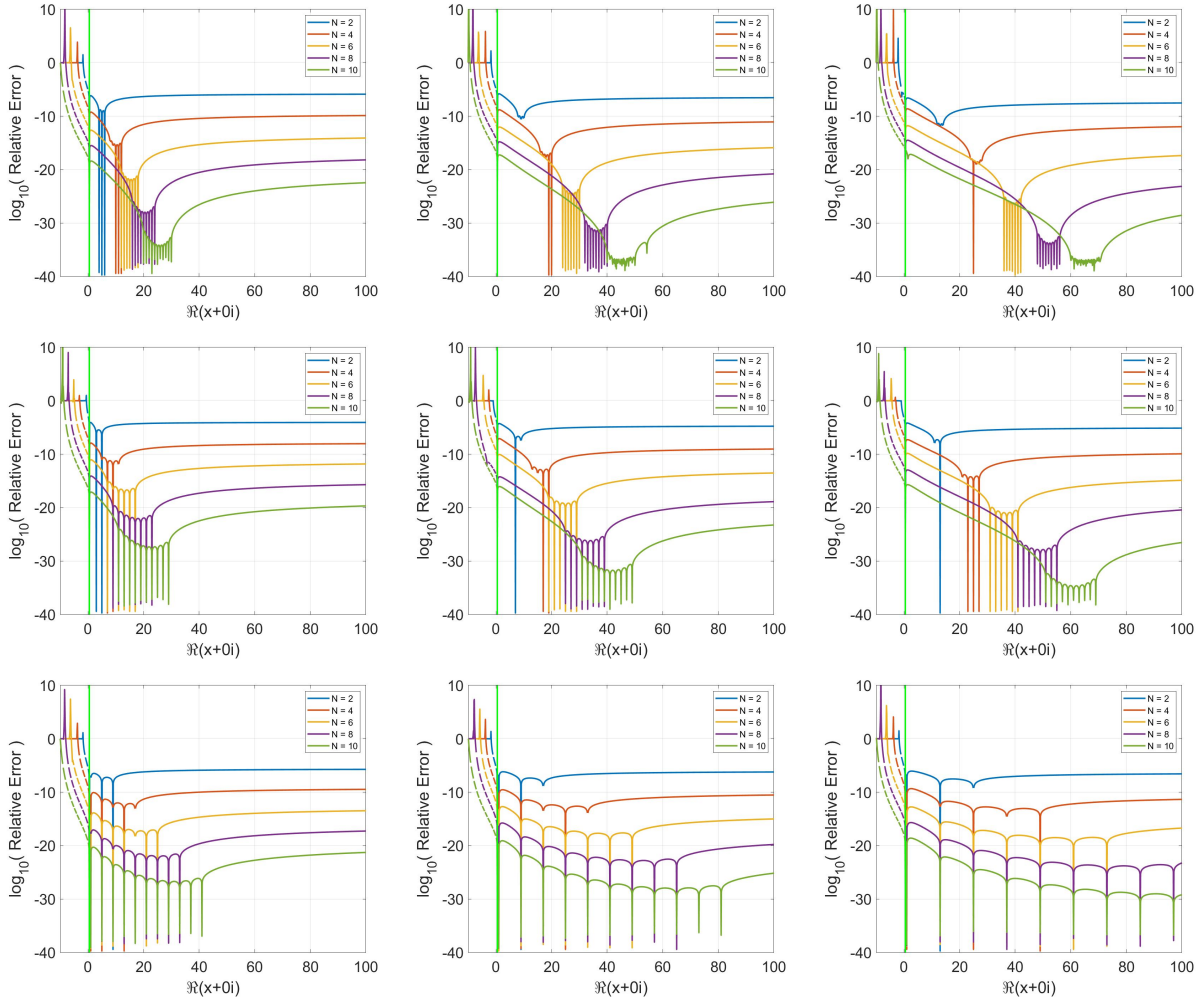 10
0
-10
-20
-30
-40
log10( Relative Error )
0 20 40 60 80 100
ℜ(x+0i)
N = 2
N = 4
N = 6
N = 8
N = 10
10
0
-10
-20
-30
-40
log10( Relative Error )
0 20 40 60 80 100
ℜ(x+0i)
N = 2
N = 4
N = 6
N = 8
N = 10
10
0
-10
-20
-30
-40
log10( Relative Error )
0 20 40 60 80 100
ℜ(x+0i)
N = 2
N = 4
N = 6
N = 8
N = 10
10
0
-10
-20
-30
-40
log10( Relative Error )
0 20 40 60 80 100
ℜ(x+0i)
N = 2
N = 4
N = 6
N = 8
N = 10
10
0
-10
-20
-30
-40
log10( Relative Error )
0 20 40 60 80 100
ℜ(x+0i)
N = 2
N = 4
N = 6
N = 8
N = 10
10
0
-10
-20
-30
-40
log10( Relative Error )
0 20 40 60 80 100
ℜ(x+0i)
N = 2
N = 4
N = 6
N = 8
N = 10
10
0
-10
-20
-30
-40
log10( Relative Error )
0 20 40 60 80 100
ℜ(x+0i)
N = 2
N = 4
N = 6
N = 8
N = 10
10
0
-10
-20
-30
-40
log10( Relative Error )
0 20 40 60 80 100
ℜ(x+0i)
N = 2
N = 4
N = 6
N = 8
N = 10
10
0
-10
-20
-30
-40
log10( Relative Error )
0 20 40 60 80 100
ℜ(x+0i)
N = 2
N = 4
N = 6
N = 8
N = 10